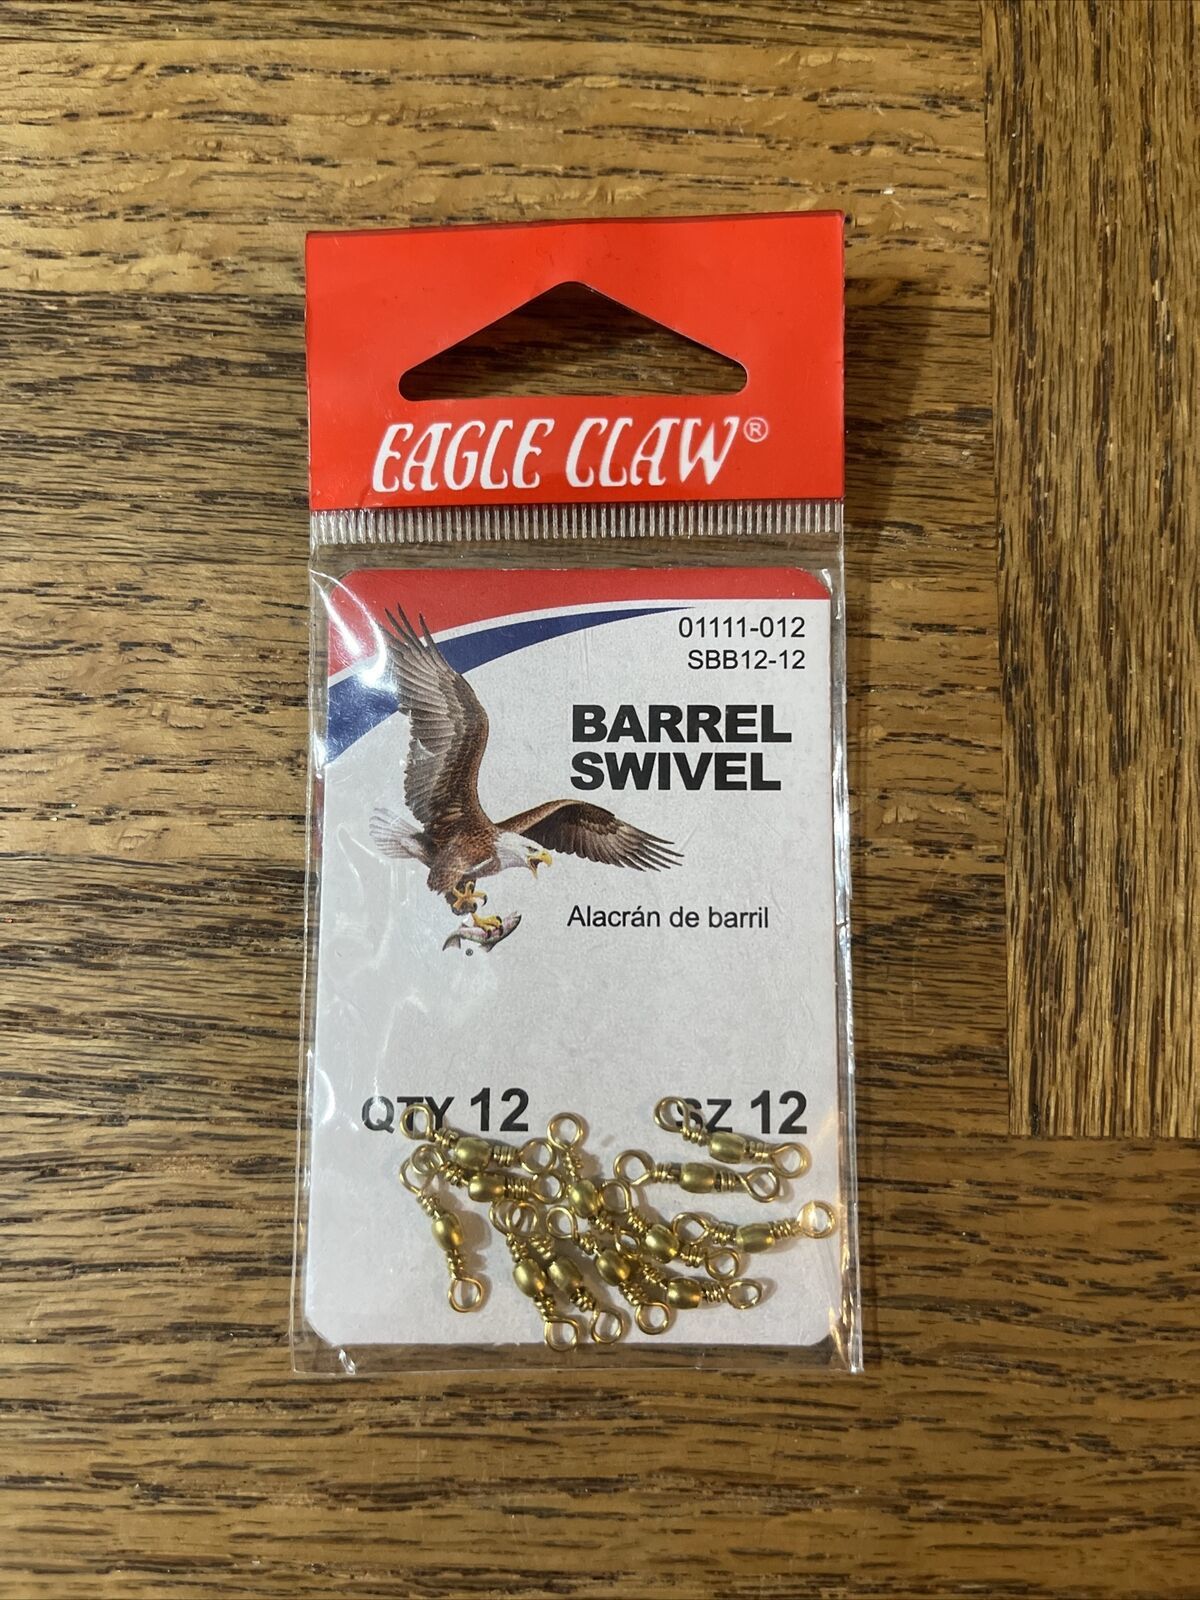 EAGLE CLAW®
01111-012
SBB12-12
BARREL
SWIVEL
Alacrán de barril
®
QTY 12 SZ 12